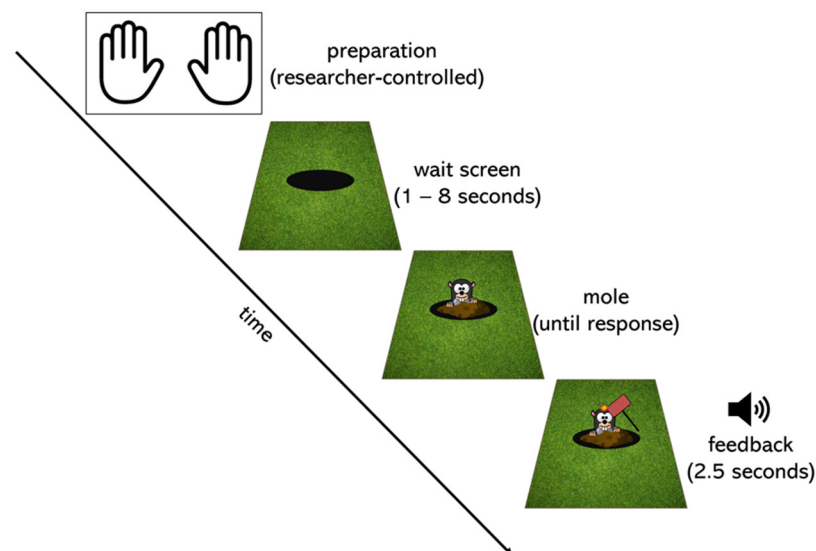 preparation
(researcher-controlled)
wait screen
(1 – 8 seconds)
mole
(until response)
time
feedback
(2.5 seconds)